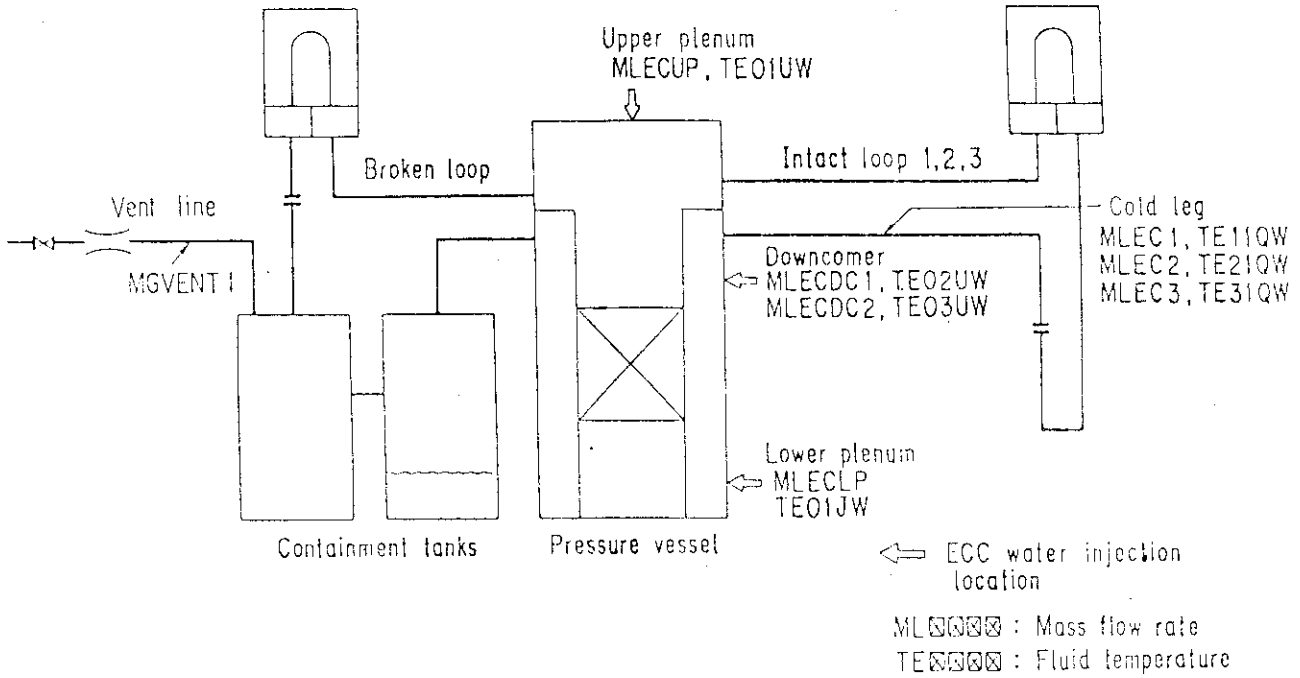 Upper plenum
MLECUP, TE01UW
Broken loop
Intact loop 1,2,3
Vent line
MGVENT1
Cold leg
MLEC1, TE11QW
MLEC2, TE21QW
MLEC3, TE31QW
Downcomer
MLECDC1, TE02UW
MLECDC2, TE03UW
Lower plenum
MLECLP
TE01JW
Containment tanks
Pressure vessel
ECC water injection
location
ML☒☒☒☒ : Mass flow rate
TE☒☒☒☒ : Fluid temperature